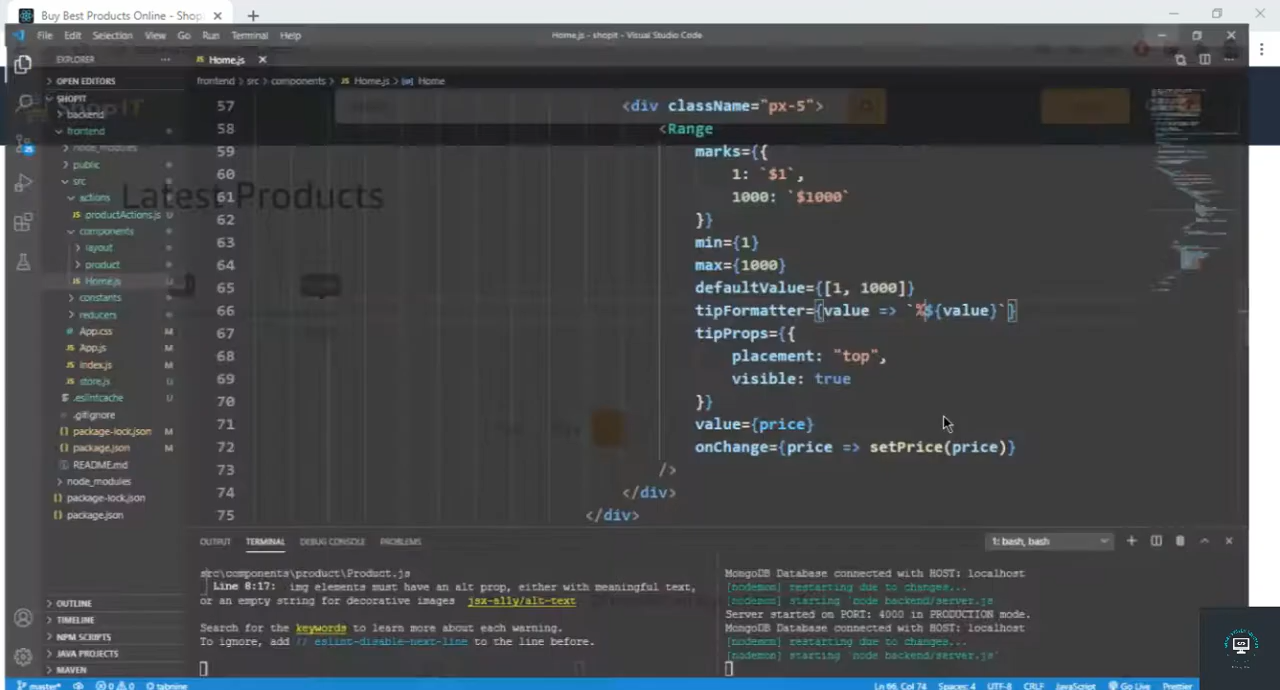 Buy Best Products Online - Shop
File Edit Selection View Go Run Terminal Help
Home.js - shopit - Visual Studio Code
EXPLORER
Home.js
OPEN EDITORS
frontend > src > components > Home.js > Home
SHOPIT
backend
frontend
node_modules
public
src
actions
productActions.js U
components
layout
product
Home.js U
constants
reducers
App.css M
App.js M
index.js M
store.js U
.eslintcache U
.gitignore
package-lock.json M
package.json M
README.md
node_modules
package-lock.json
package.json
OUTLINE
TIMELINE
NPM SCRIPTS
JAVA PROJECTS
MAVEN
ShopIT
Latest Products
57 <div className="px-5">
58 <Range
59 marks={{
60 1: `$1`,
61 1000: `$1000`
62 }}
63 min={1}
64 max={1000}
65 defaultValue={[1, 1000]}
66 tipFormatter={value => `%${value}`}
67 tipProps={{
68 placement: "top",
69 visible: true
70 }}
71 value={price}
72 onChange={price => setPrice(price)}
73 />
74 </div>
75 </div>
OUTPUT TERMINAL DEBUG CONSOLE PROBLEMS
1: bash, bash
src\components\product\Product.js
Line 8:17: img elements must have an alt prop, either with meaningful text,
or an empty string for decorative images jsx-a11y/alt-text
Search for the keywords to learn more about each warning.
To ignore, add // eslint-disable-next-line to the line before.
MongoDB Database connected with HOST: localhost
[nodemon] restarting due to changes...
[nodemon] starting `node backend/server.js
Server started on PORT: 4000 in PRODUCTION mode.
MongoDB Database connected with HOST: localhost
[nodemon] restarting due to changes...
[nodemon] starting `node backend/server.js`
master* 0 0 tabnine
Ln 66, Col 74 Spaces: 4 UTF-8 CRLF JavaScript Go Live Prettier